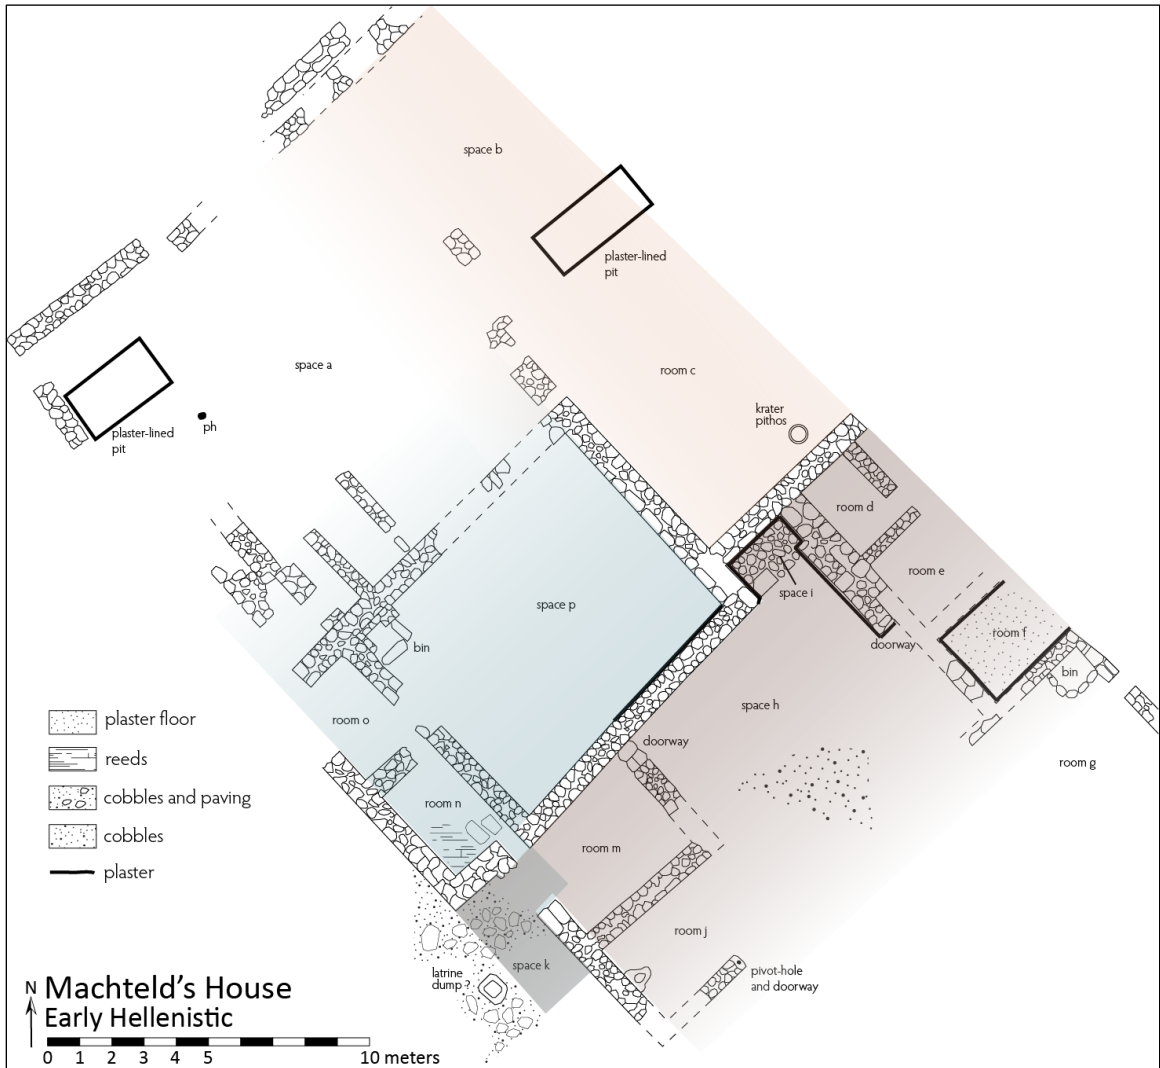 space b
plaster-lined
pit
space a
room c
krater
pithos
ph
plaster-lined
pit
room d
room e
space i
space p
room f
doorway
bin
bin
space h
room o
doorway
room g
plaster floor
reeds
cobbles and paving
cobbles
plaster
room n
room m
room j
space k
latrine
dump ?
pivot-hole
and doorway
N
Machteld's House
Early Hellenistic
0 1 2 3 4 5 10 meters